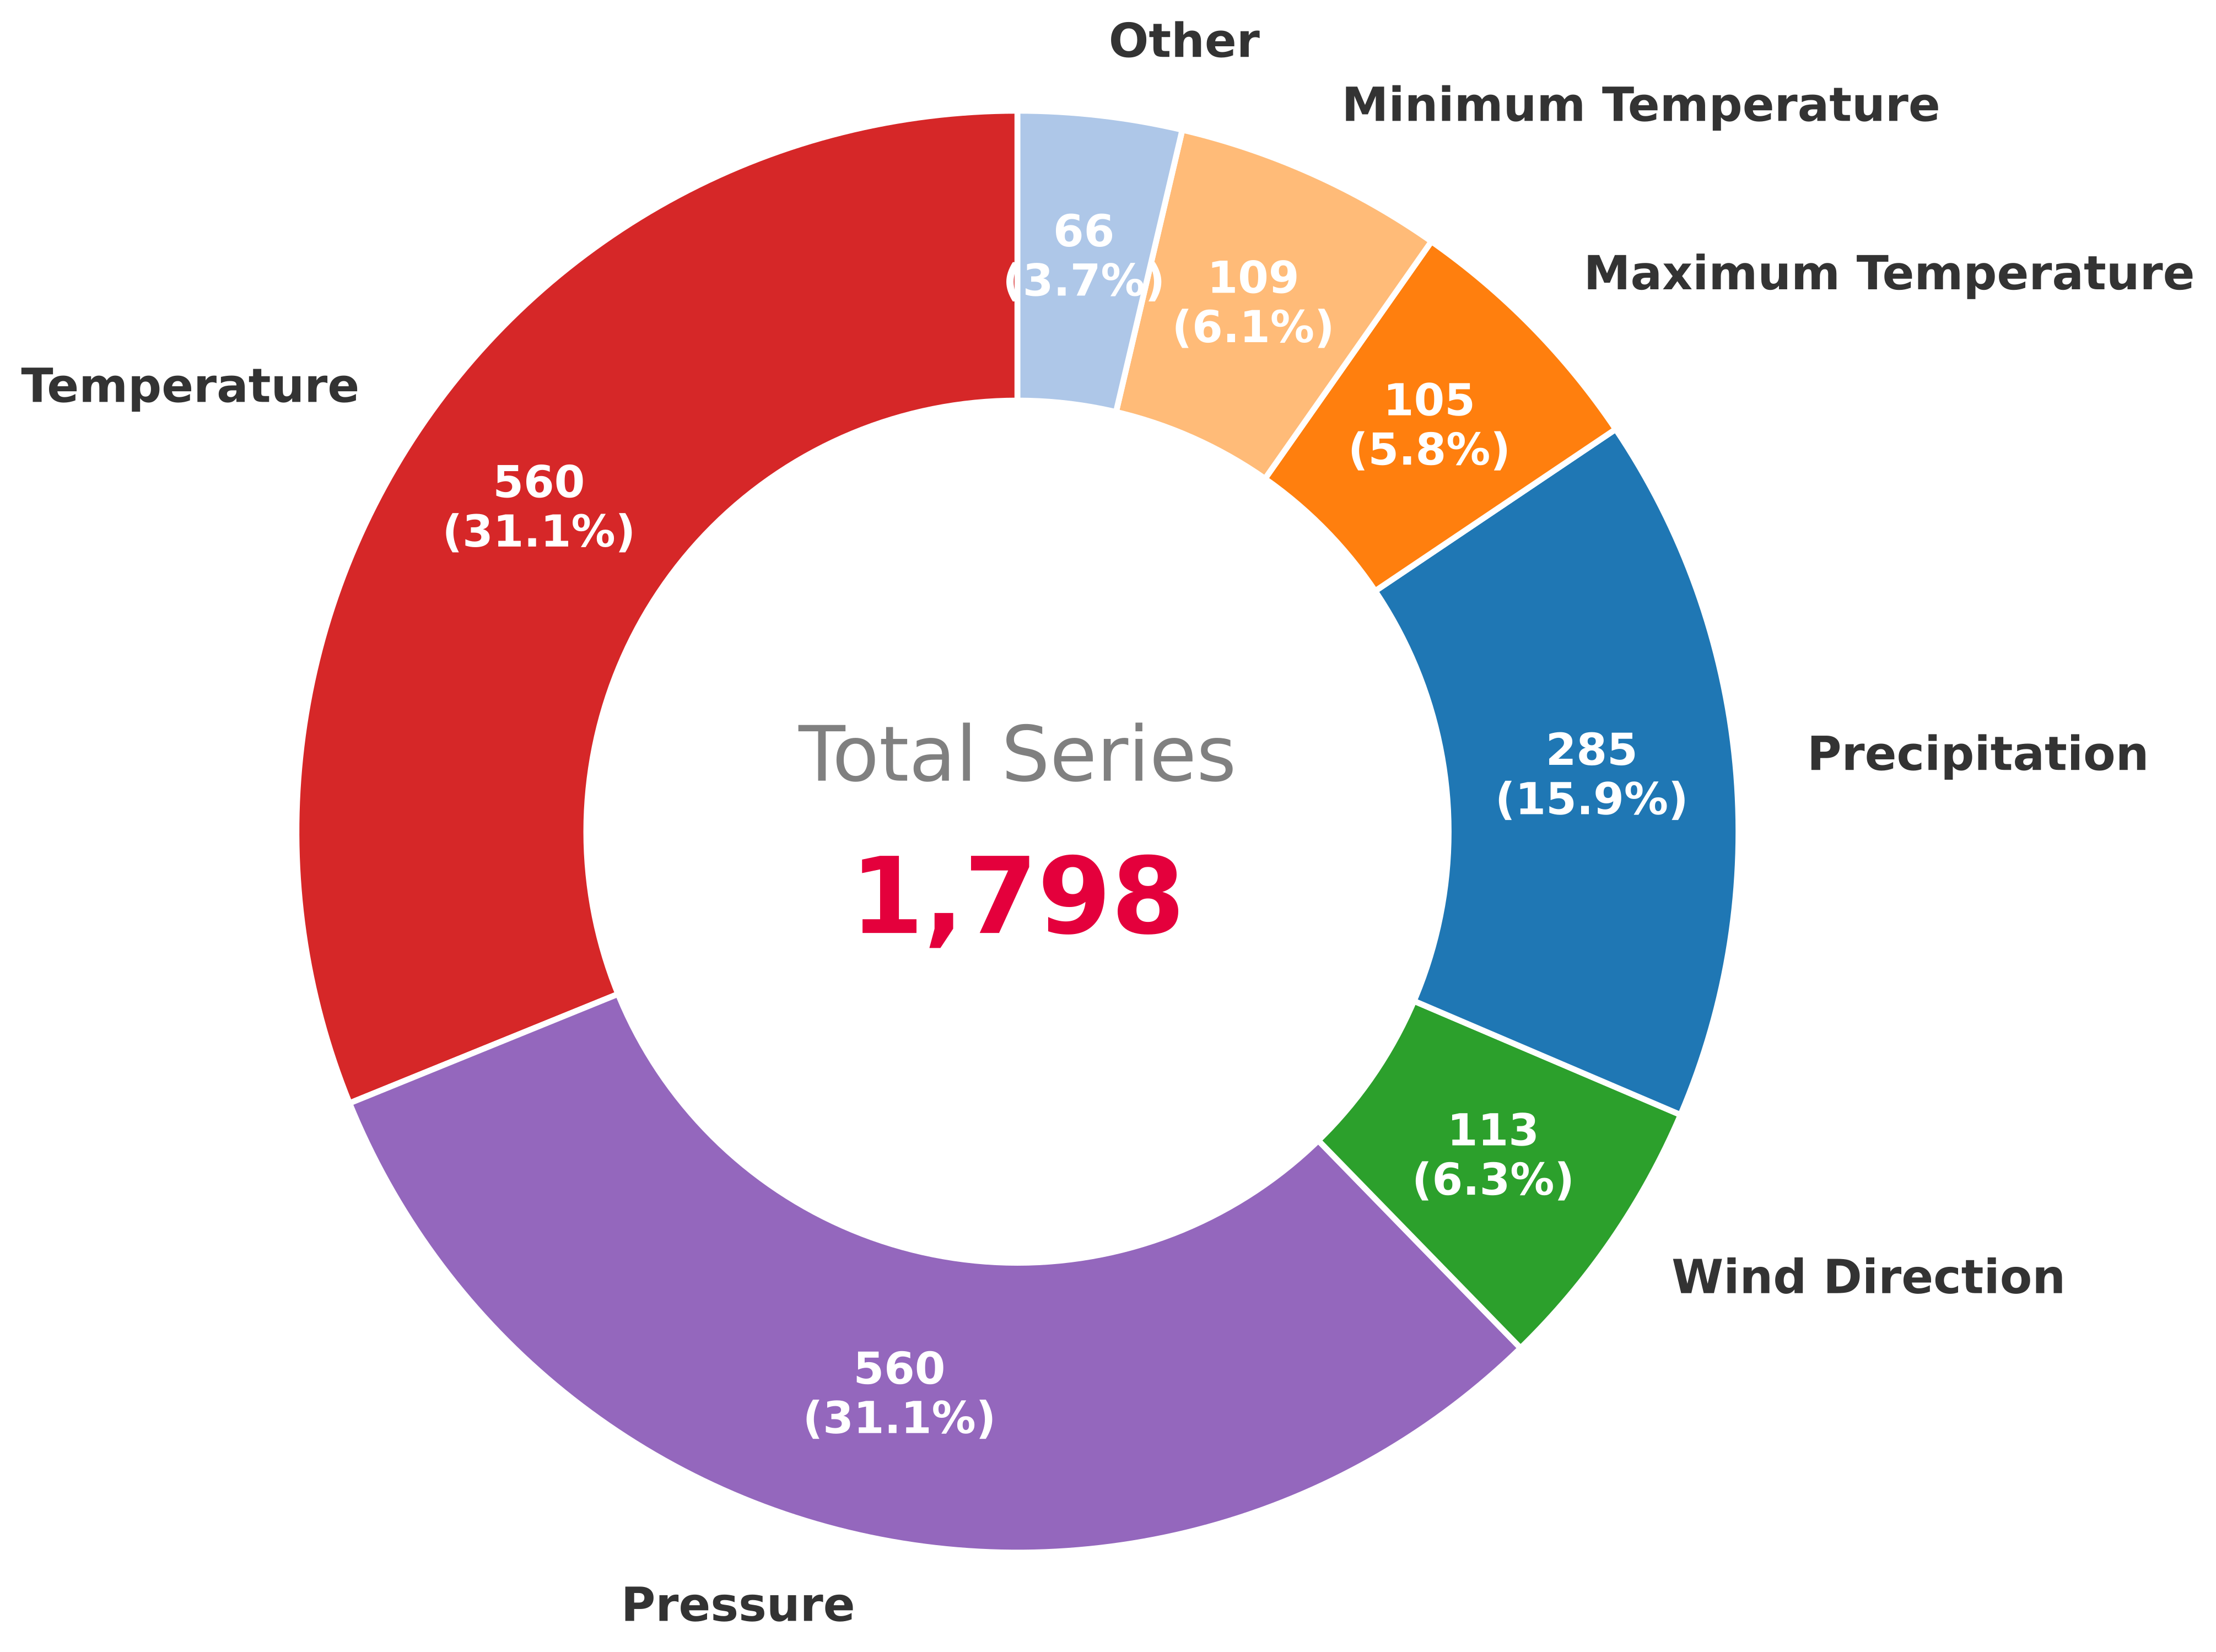 Other
Minimum Temperature
66
(3.7%)
109
(6.1%)
Maximum Temperature
105
(5.8%)
Temperature
560
(31.1%)
Total Series
1,798
285
(15.9%)
Precipitation
113
(6.3%)
Wind Direction
560
(31.1%)
Pressure